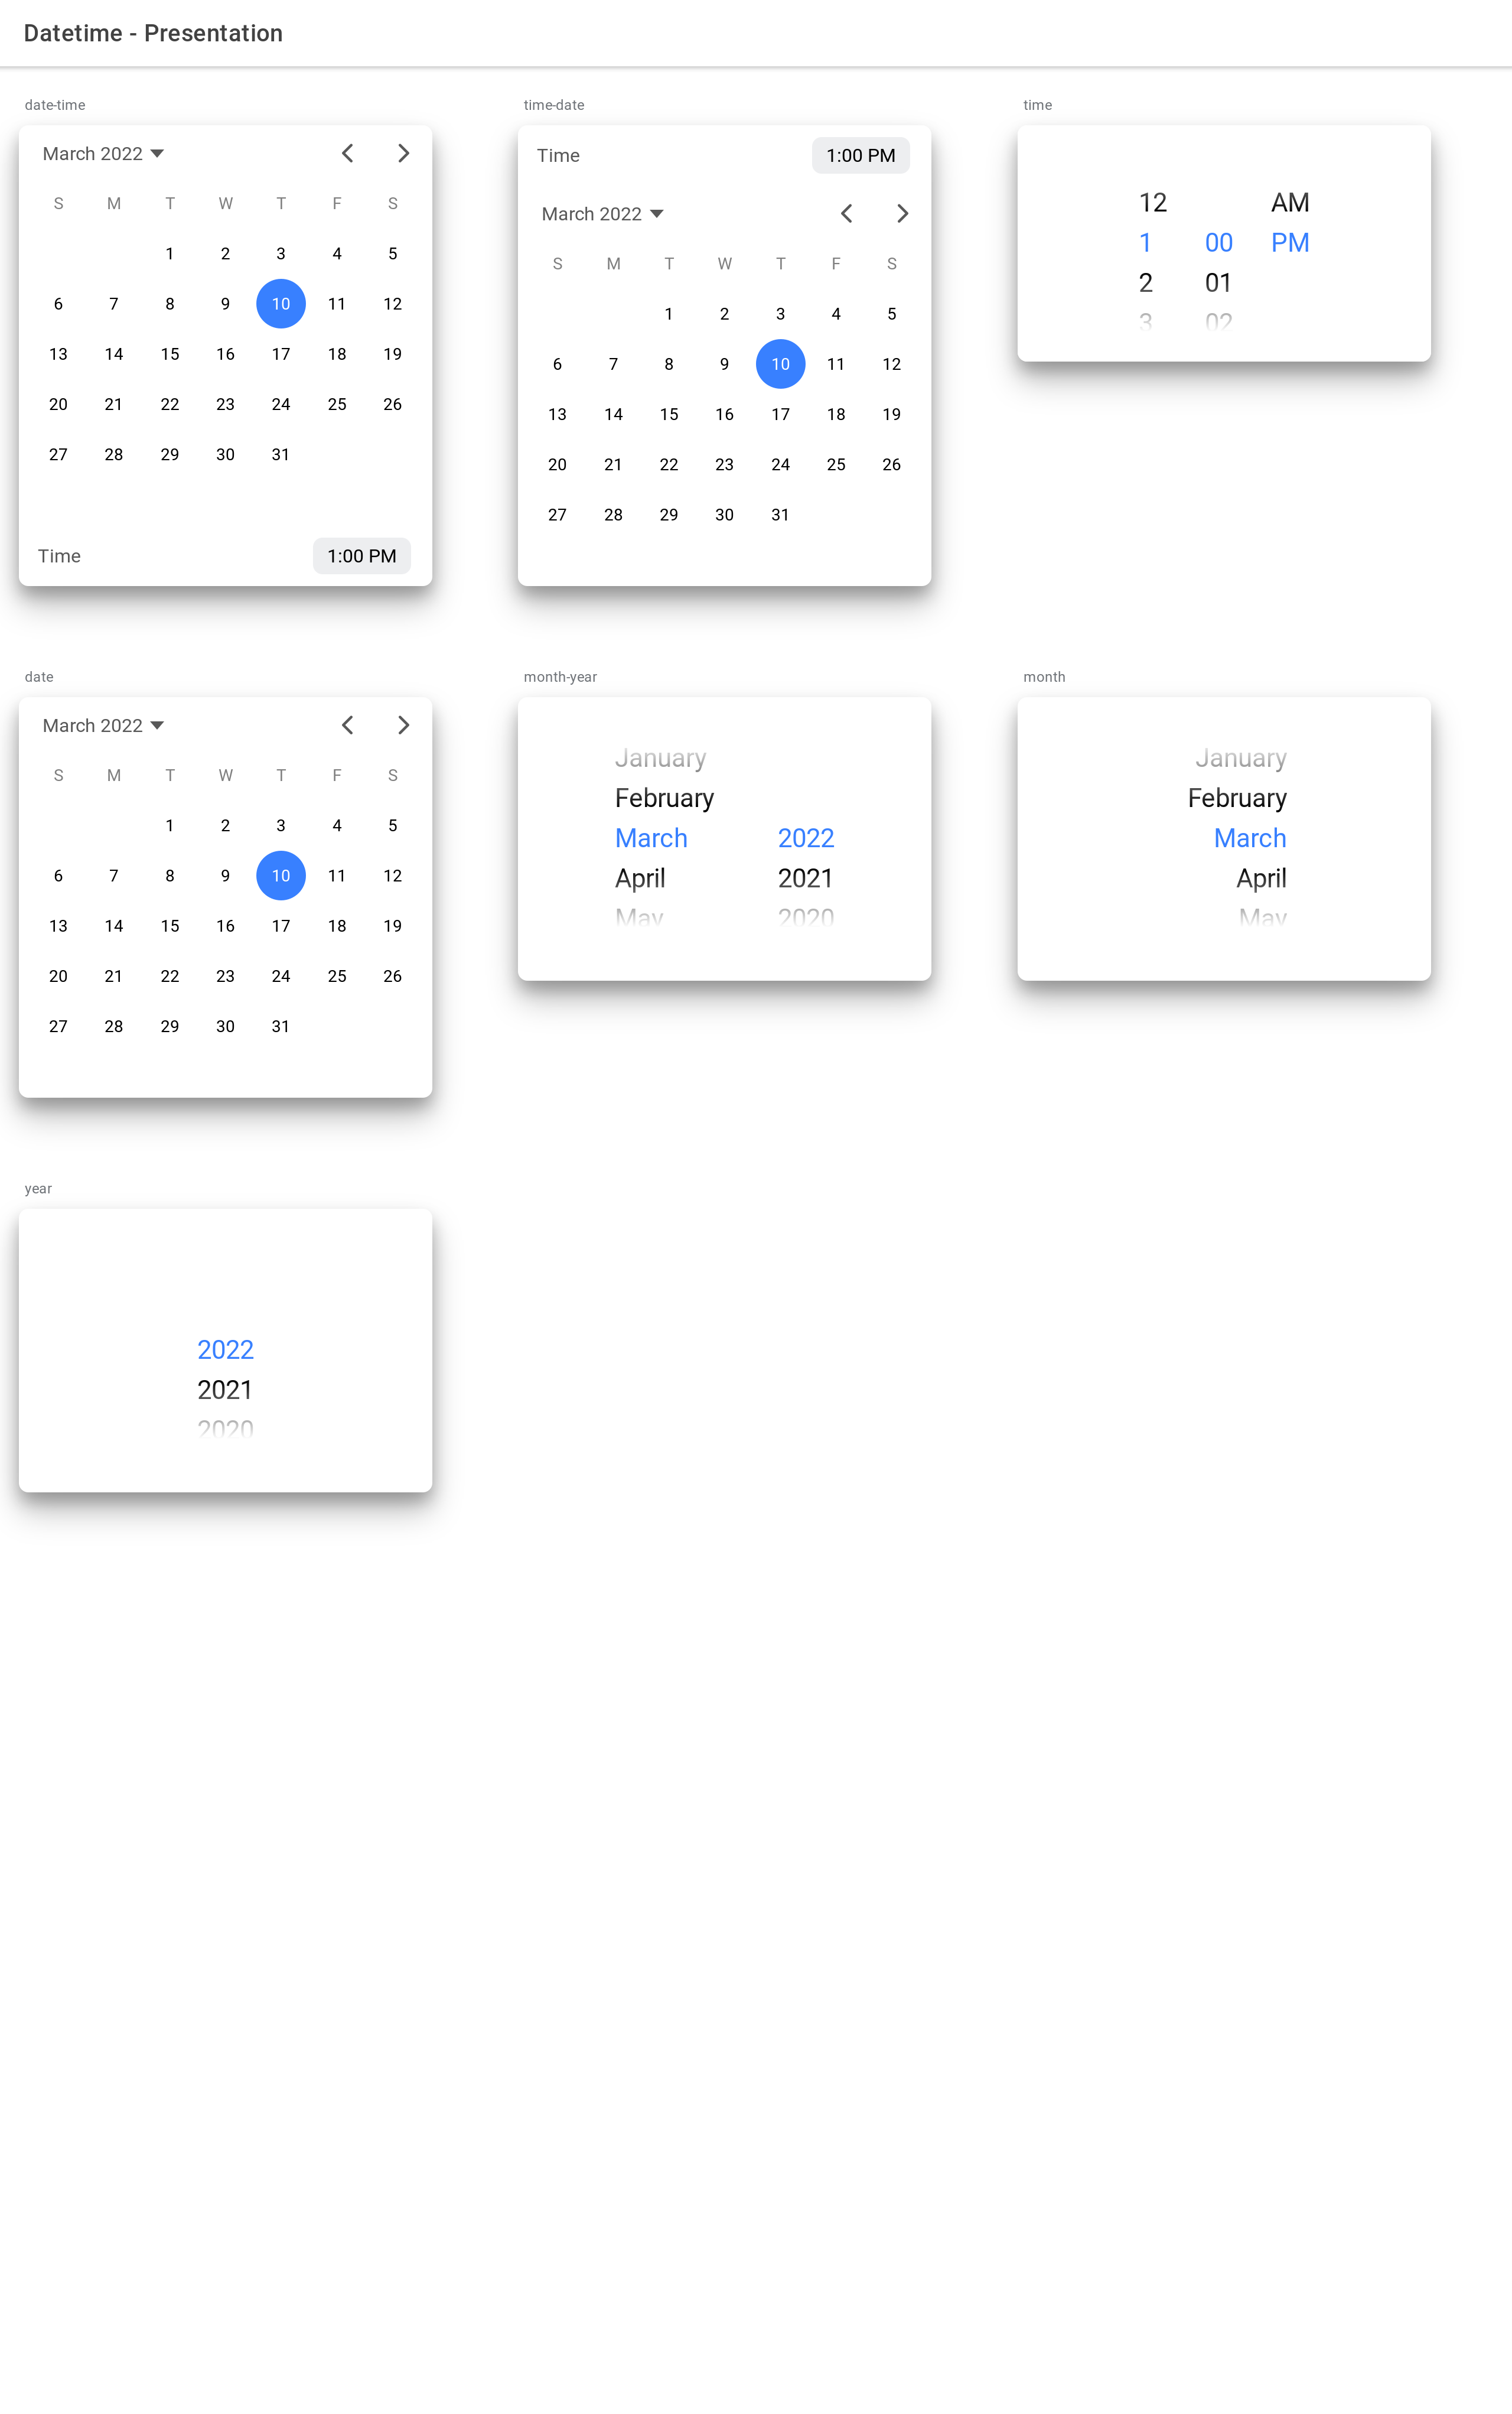 Datetime - Presentation
date-time
March 2022
S M T W T F S
1 2 3 4 5
6 7 8 9 10 11 12
13 14 15 16 17 18 19
20 21 22 23 24 25 26
27 28 29 30 31
Time 1:00 PM
time-date
Time 1:00 PM
March 2022
S M T W T F S
1 2 3 4 5
6 7 8 9 10 11 12
13 14 15 16 17 18 19
20 21 22 23 24 25 26
27 28 29 30 31
time
12 AM
1 00 PM
2 01
3 02
date
March 2022
S M T W T F S
1 2 3 4 5
6 7 8 9 10 11 12
13 14 15 16 17 18 19
20 21 22 23 24 25 26
27 28 29 30 31
month-year
January
February
March 2022
April 2021
May 2020
month
January
February
March
April
May
year
2022
2021
2020